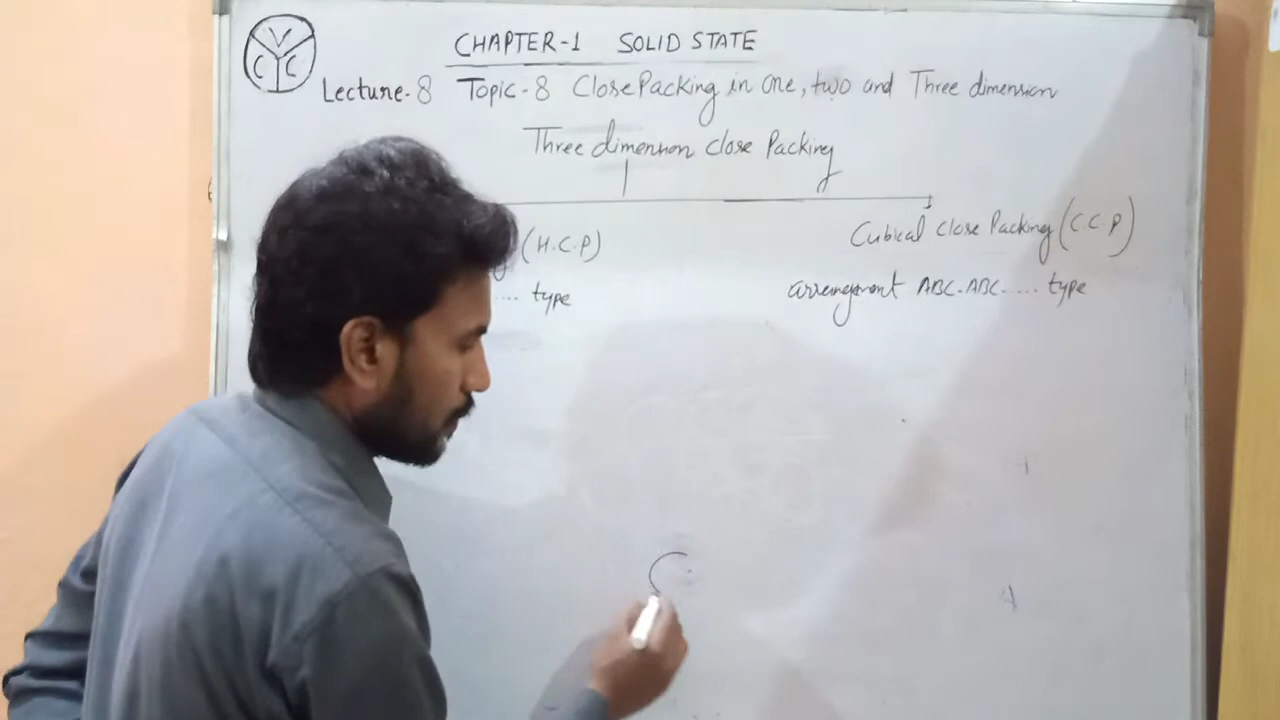 V
C C
CHAPTER-1 SOLID STATE
Lecture-8 Topic-8 Close Packing in one, two and Three dimension
Three dimension close Packing
(H.C.P)
.... type
Cubical close Packing (C.C.P)
arrengement ABC-ABC ..... type
A